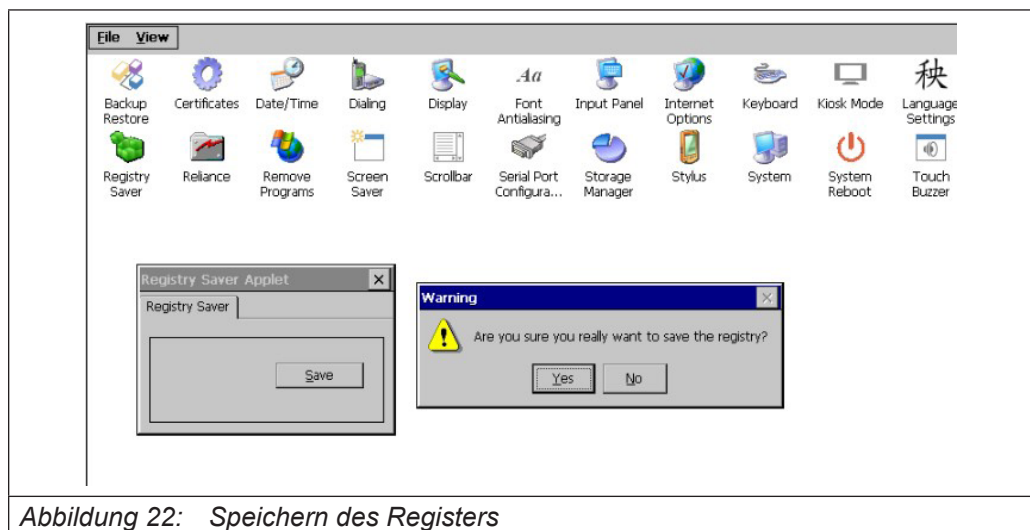 File View
Backup Restore
Certificates
Date/Time
Dialing
Display
Aa
Font Antialiasing
Input Panel
Internet Options
Keyboard
Kiosk Mode
秧
Language Settings
Registry Saver
Reliance
Remove Programs
Screen Saver
Scrollbar
Serial Port Configura...
Storage Manager
Stylus
System
System Reboot
Touch Buzzer
Registry Saver Applet
Registry Saver
Save
Warning
Are you sure you really want to save the registry?
Yes No
Abbildung 22: Speichern des Registers